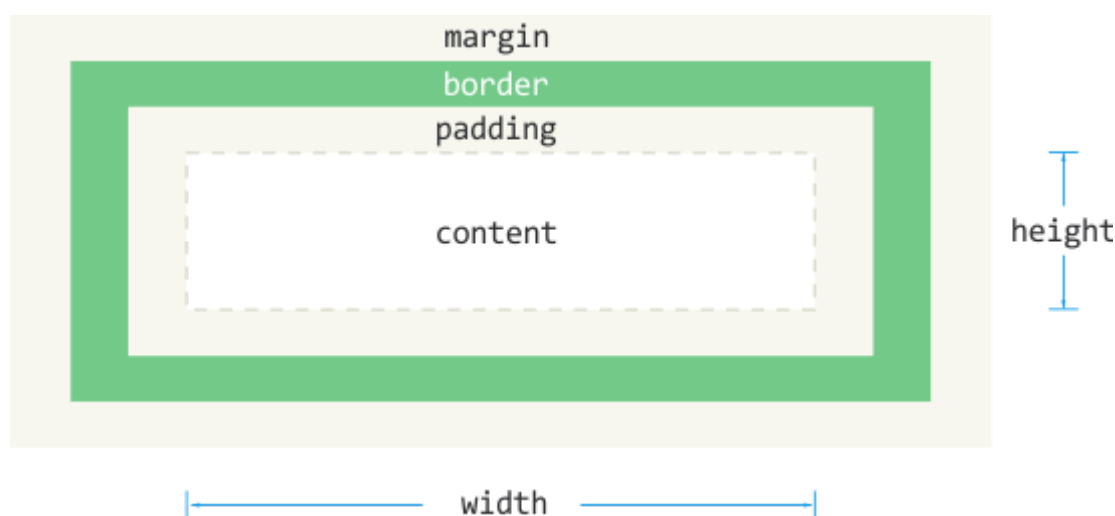 margin
border
padding
content
height
width